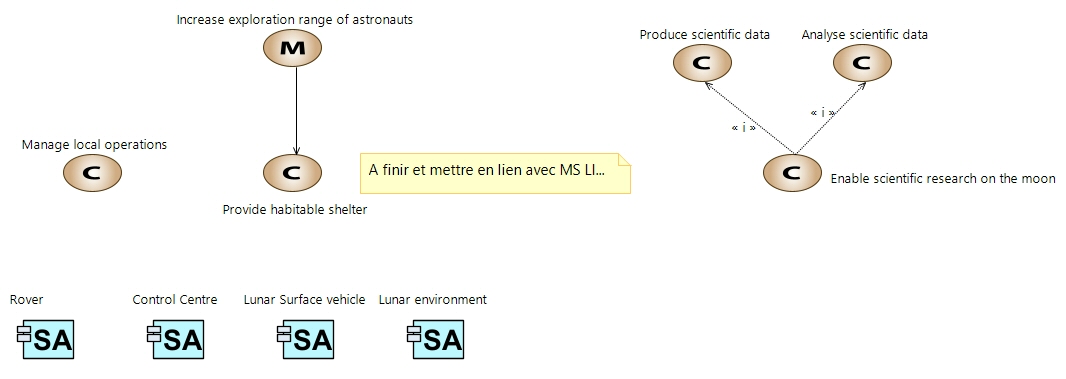 Increase exploration range of astronauts
M
Produce scientific data
C
Analyse scientific data
C
« i »
« i »
Manage local operations
C
C
Provide habitable shelter
A finir et mettre en lien avec MS LI...
C
Enable scientific research on the moon
Rover
Control Centre
Lunar Surface vehicle
Lunar environment
SA
SA
SA
SA